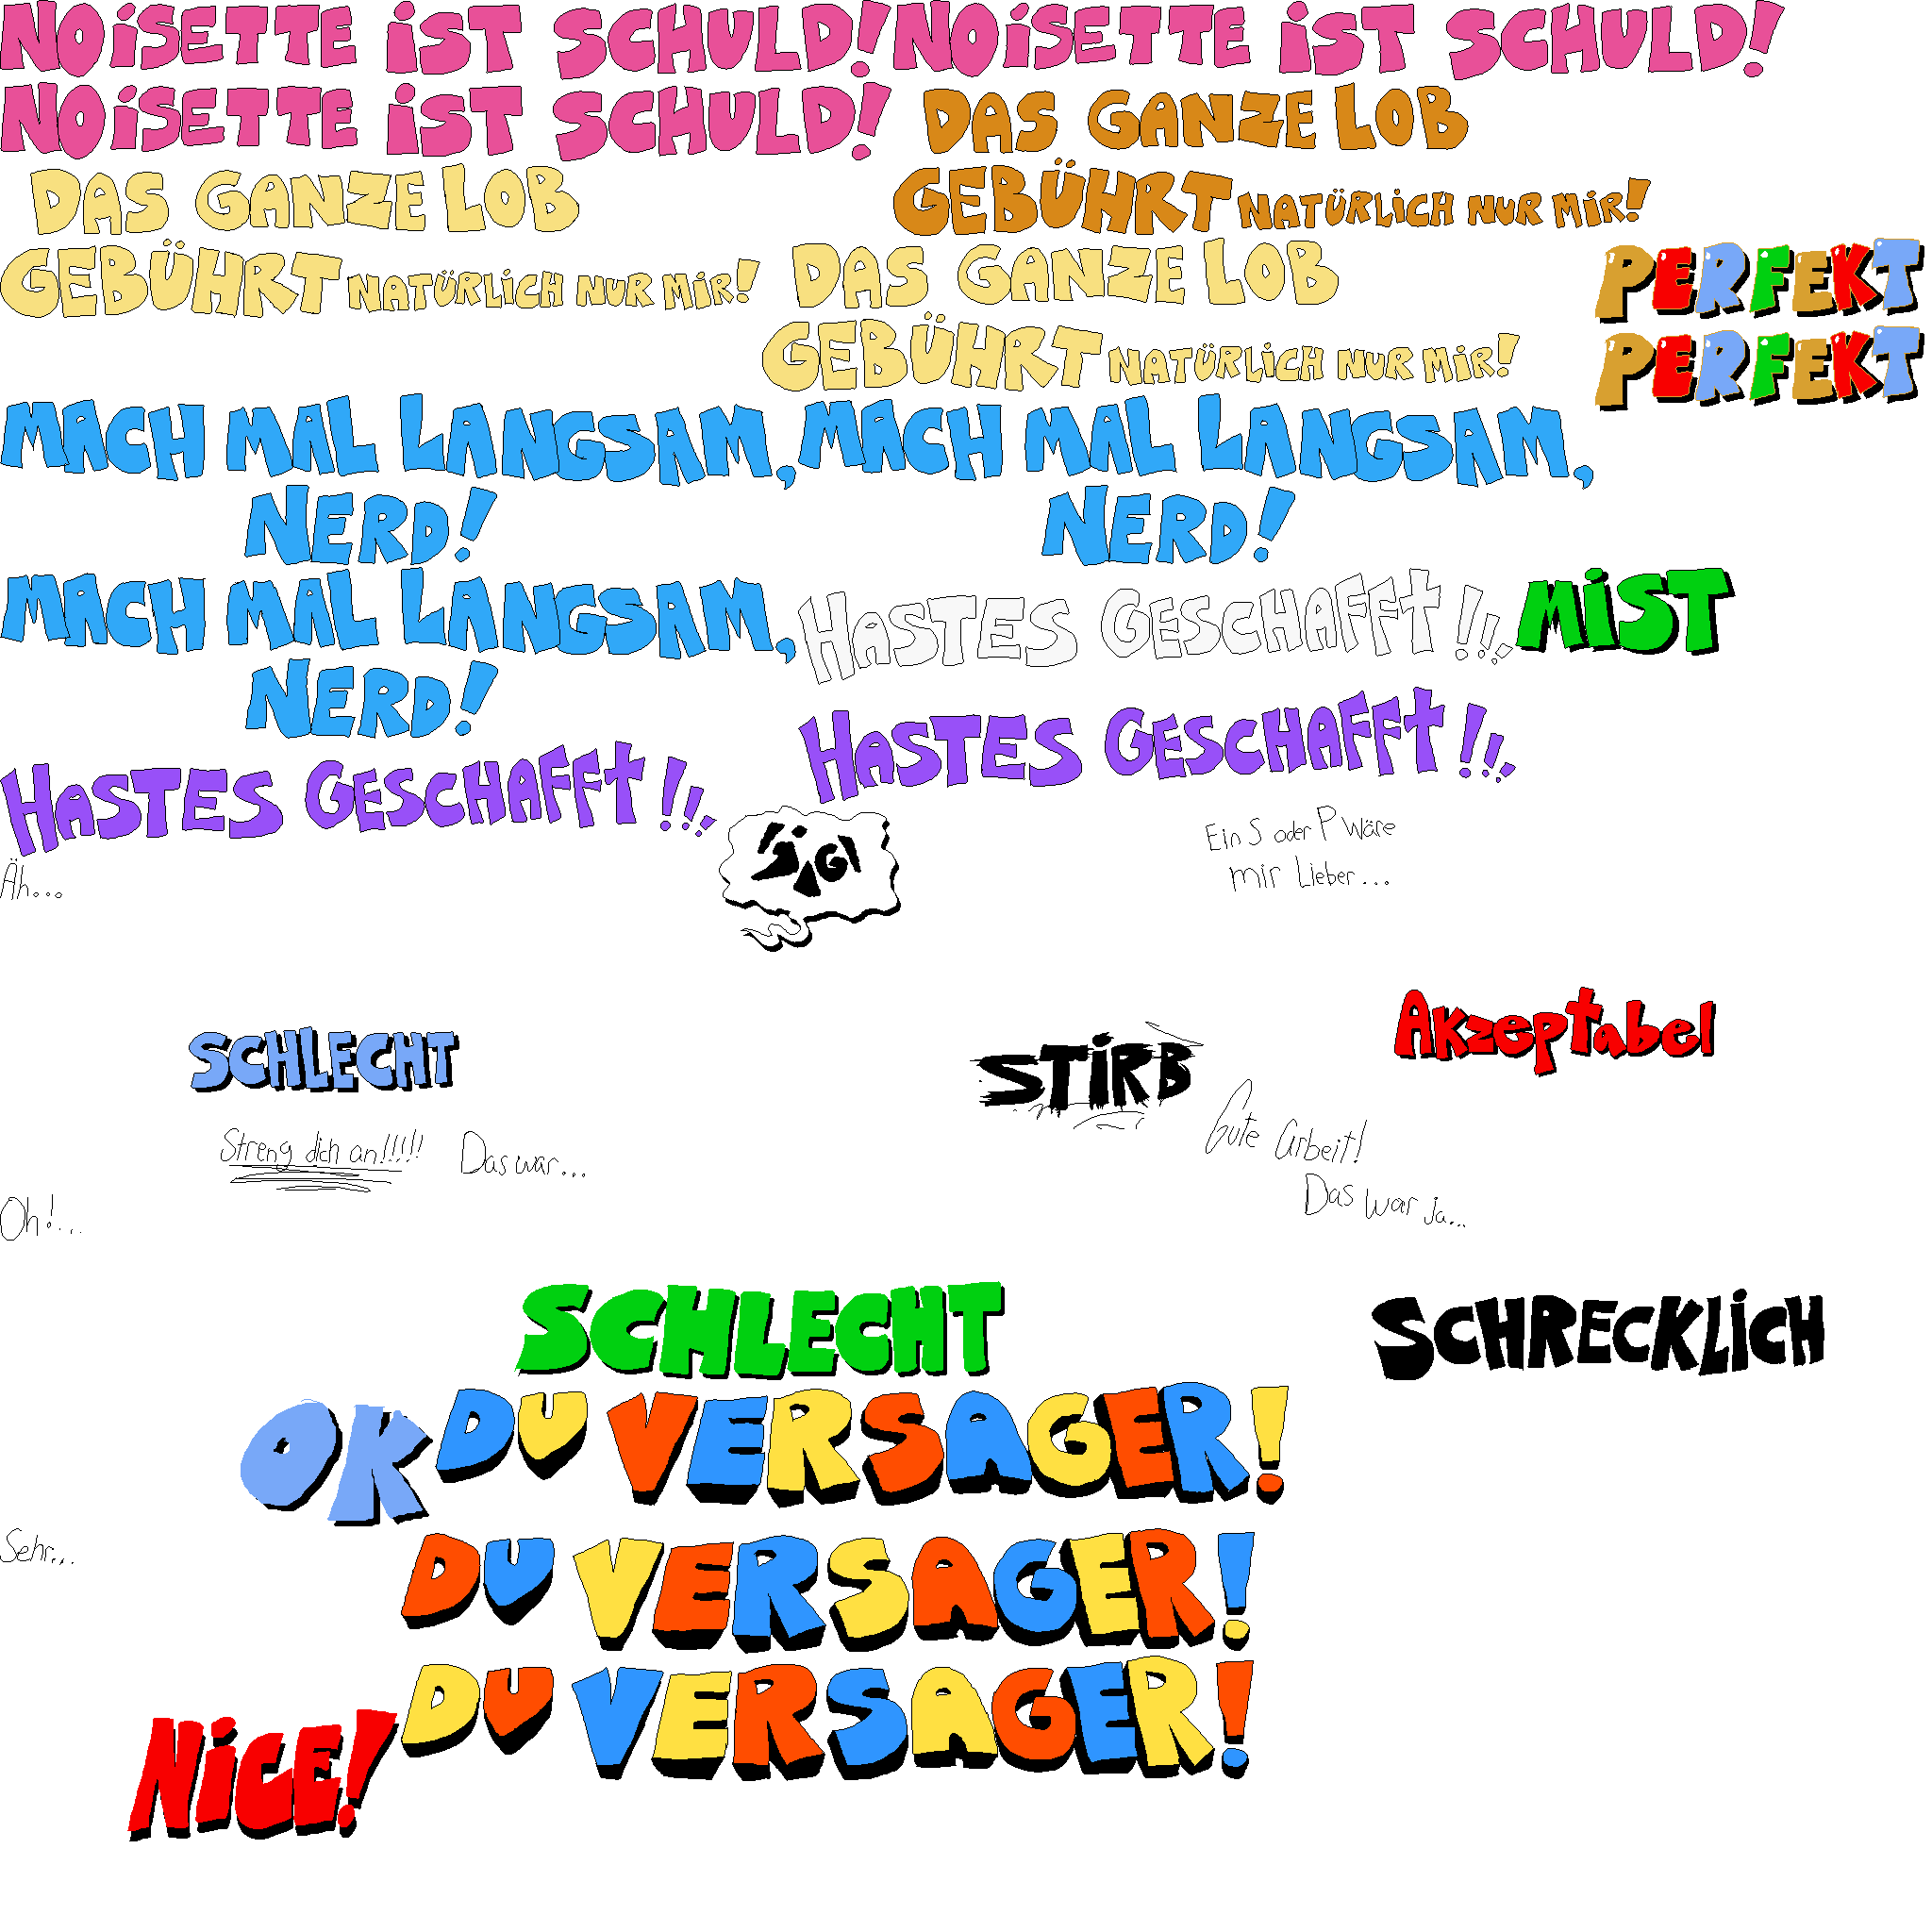 NOiSETTE iST SCHULD! NOiSETTE iST SCHULD!
NOiSETTE iST SCHULD!
DAS GANZE LOB
GEBÜHRT NATÜRLiCH NUR MiR!
DAS GANZE LOB
GEBÜHRT NATÜRLiCH NUR MiR!
DAS GANZE LOB
GEBÜHRT NATÜRLiCH NUR MiR!
PERFEKT
PERFEKT
MACH MAL LANGSAM,
NERD!
MACH MAL LANGSAM,
NERD!
MACH MAL LANGSAM,
NERD!
HASTES GESCHAFFt !!!
MiST
HASTES GESCHAFFt !!!
HASTES GESCHAFFt !!!
Äh...
Ein S oder P Wäre
mir Lieber...
SCHLECHT
STiRB
Akzeptabel
Streng dich an!!!!!
Das war...
Gute Arbeit!
Das war ja...
Oh!...
SCHLECHT
SCHRECKLiCH
OK
DU VERSAGER!
Sehr...
DU VERSAGER!
DU VERSAGER!
NiCE!